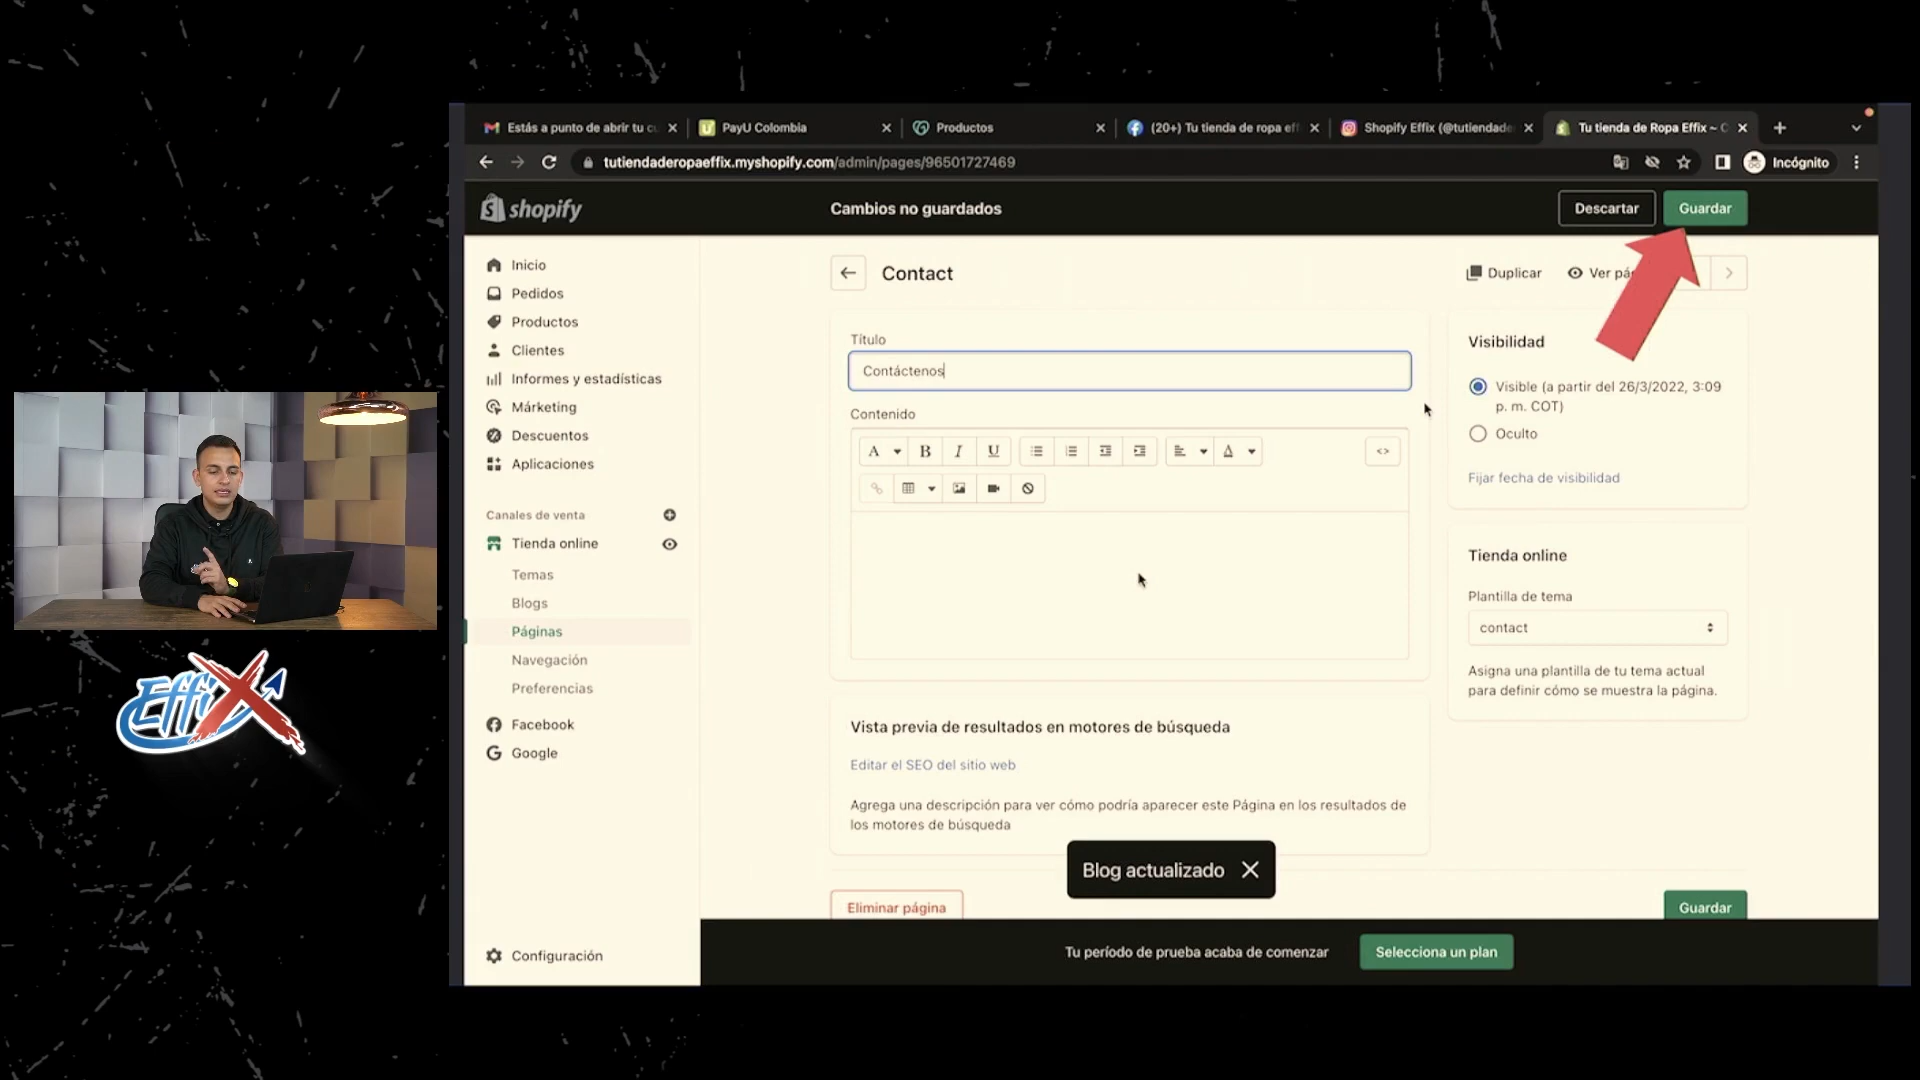 Estás a punto de abrir tu c
PayU Colombia
Productos
(20+) Tu tienda de ropa eff
Shopify Effix (@tutiendade
Tu tienda de Ropa Effix ~ C
tutiendaderopaeffix.myshopify.com/admin/pages/96501727469
Incógnito
shopify
Cambios no guardados
Descartar
Guardar
Inicio
Pedidos
Productos
Clientes
Informes y estadísticas
Márketing
Descuentos
Aplicaciones
Canales de venta
Tienda online
Temas
Blogs
Páginas
Navegación
Preferencias
Facebook
Google
Configuración
Contact
Duplicar
Ver pá
Título
Contáctenos
Contenido
A
B
I
U
A
<>
Vista previa de resultados en motores de búsqueda
Editar el SEO del sitio web
Agrega una descripción para ver cómo podría aparecer este Página en los resultados de
los motores de búsqueda
Visibilidad
Visible (a partir del 26/3/2022, 3:09
p. m. COT)
Oculto
Fijar fecha de visibilidad
Tienda online
Plantilla de tema
contact
Asigna una plantilla de tu tema actual
para definir cómo se muestra la página.
Blog actualizado
Eliminar página
Guardar
Tu período de prueba acaba de comenzar
Selecciona un plan
EffiX